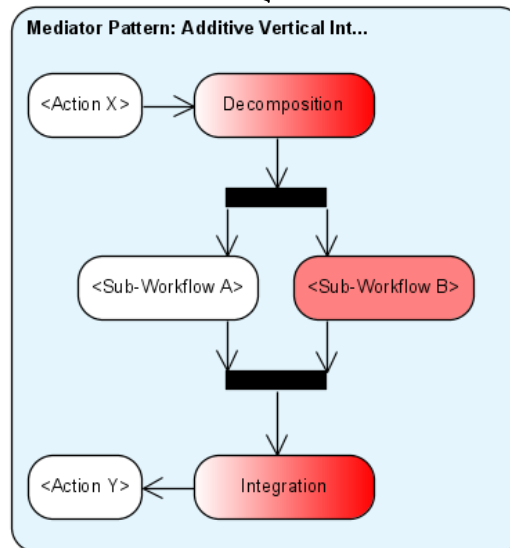 Mediator Pattern: Additive Vertical Int...
<Action X>
Decomposition
<Sub-Workflow A>
<Sub-Workflow B>
<Action Y>
Integration